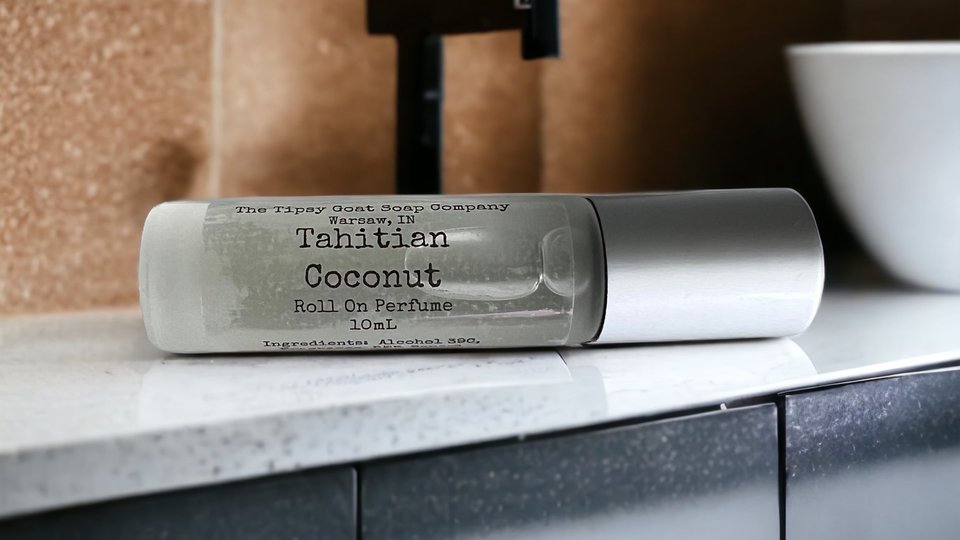 The Tipsy Goat Soap Company
Warsaw, IN
Tahitian
Coconut
Roll On Perfume
10mL
Ingredients: Alcohol 39C,